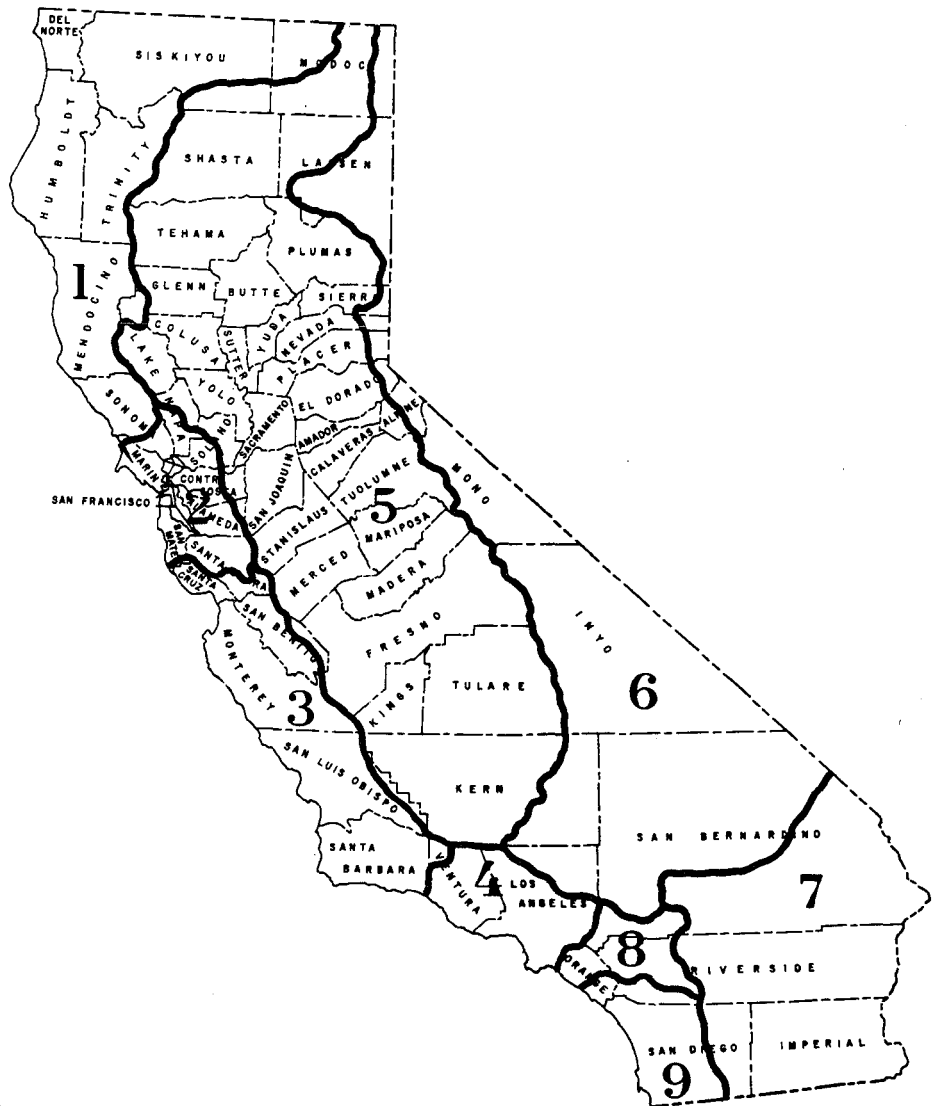 DEL
NORTE
SISKIYOU
MODOC
HUMBOLDT
TRINITY
SHASTA
LASSEN
TEHAMA
PLUMAS
1
MENDOCINO
GLENN
BUTTE
SIERR
COLUSA
SUTTER
YUBA
NEVADA
PLACER
LAKE
YOLO
SONOM
NAPA
SOLANO
SACRAMENTO
EL DORADO
AMADOR
ALPINE
CALAVERAS
MARIN
CONTRA
COSTA
SAN JOAQUIN
TUOLUMNE
MONO
SAN FRANCISCO
2
ALAMEDA
STANISLAUS
5
MARIPOSA
SAN
MATEO
SANTA
CLARA
SANTA
CRUZ
MERCED
MADERA
SAN BENITO
FRESNO
MONTEREY
INYO
3
KINGS
TULARE
6
SAN LUIS OBISPO
KERN
SAN BERNARDINO
SANTA
BARBARA
VENTURA
4
LOS
ANGELES
7
8
ORANGE
RIVERSIDE
SAN DIEGO
IMPERIAL
9